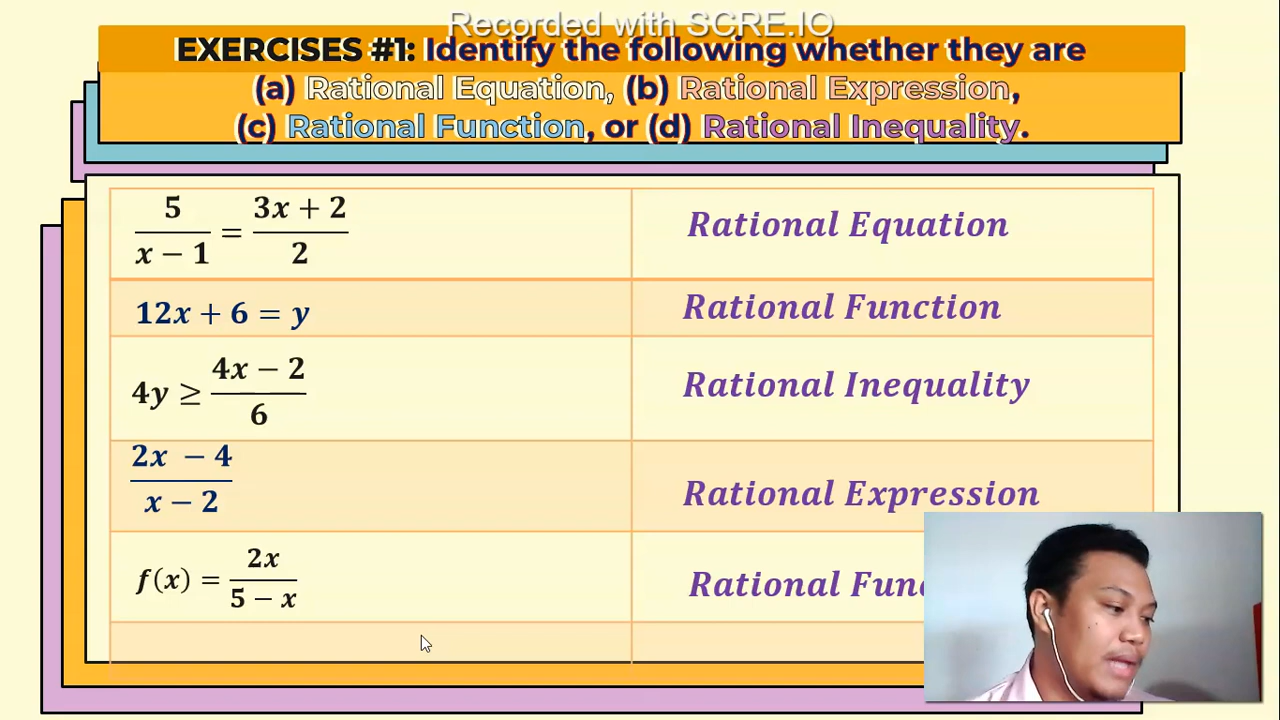 Recorded with SCRE.IO
EXERCISES #1: Identify the following whether they are
(a) Rational Equation, (b) Rational Expression,
(c) Rational Function, or (d) Rational Inequality.
5/(x − 1) = (3x + 2)/2 Rational Equation
12x + 6 = y Rational Function
4y ≥ (4x − 2)/6 Rational Inequality
(2x − 4)/(x − 2) Rational Expression
f(x) = 2x/(5 − x) Rational Func